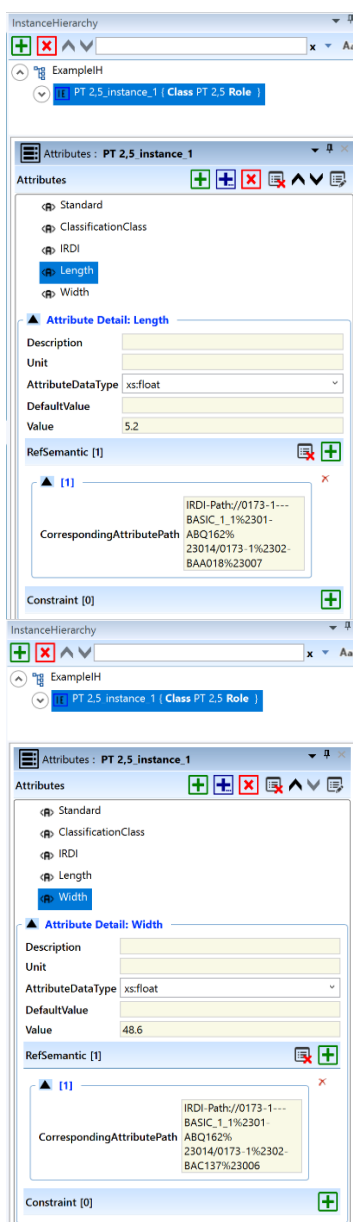 InstanceHierarchy
x Aa
ExampleIH
IE PT 2,5_instance_1 { Class PT 2,5 Role }
Attributes : PT 2,5_instance_1
Attributes
Standard
ClassificationClass
IRDI
Length
Width
Attribute Detail: Length
Description
Unit
AttributeDataType xs:float
DefaultValue
Value 5.2
RefSemantic [1]
[1]
IRDI-Path://0173-1---
BASIC_1_1%2301-
CorrespondingAttributePath ABQ162%
23014/0173-1%2302-
BAA018%23007
Constraint [0]
InstanceHierarchy
x Aa
ExampleIH
IE PT 2,5_instance_1 { Class PT 2,5 Role }
Attributes : PT 2,5_instance_1
Attributes
Standard
ClassificationClass
IRDI
Length
Width
Attribute Detail: Width
Description
Unit
AttributeDataType xs:float
DefaultValue
Value 48.6
RefSemantic [1]
[1]
IRDI-Path://0173-1---
BASIC_1_1%2301-
CorrespondingAttributePath ABQ162%
23014/0173-1%2302-
BAC137%23006
Constraint [0]